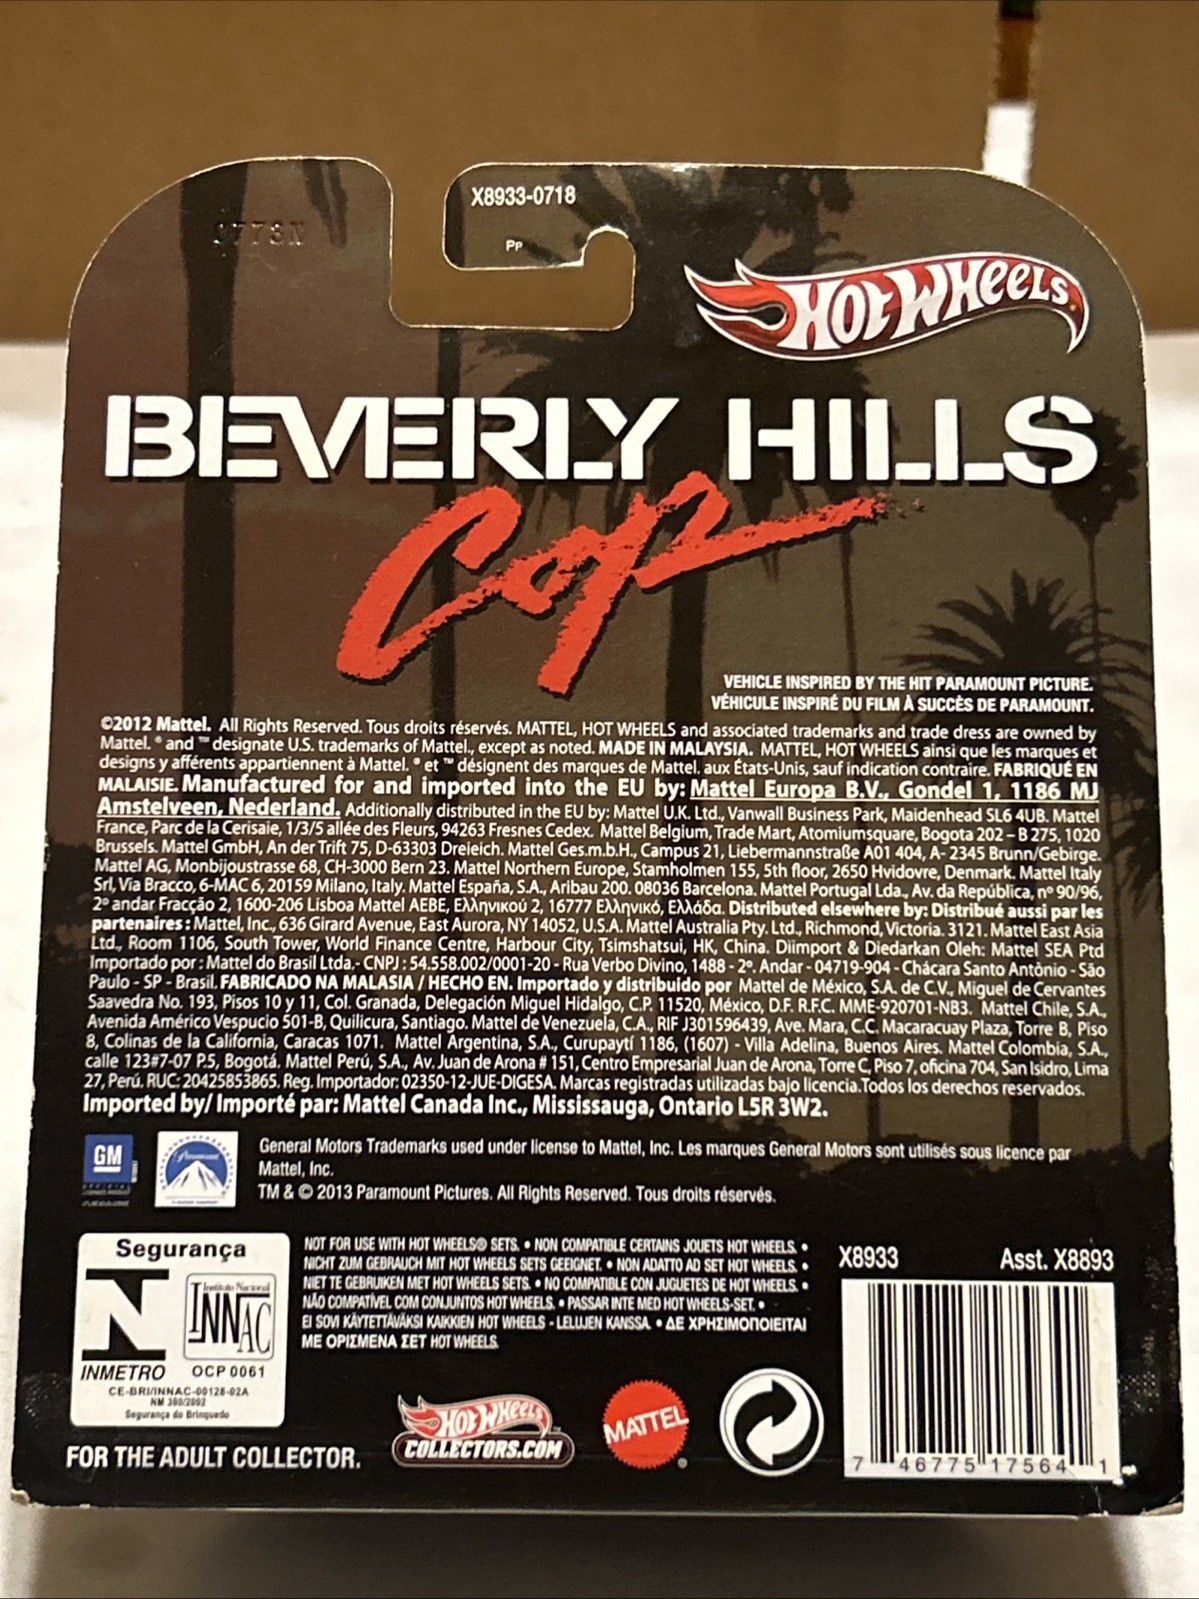 X8933-0718
PP
HOT WHEELS
BEVERLY HILLS
Cop
VEHICLE INSPIRED BY THE HIT PARAMOUNT PICTURE.
VÉHICULE INSPIRÉ DU FILM À SUCCÈS DE PARAMOUNT.
©2012 Mattel. All Rights Reserved. Tous droits réservés. MATTEL, HOT WHEELS and associated trademarks and trade dress are owned by
Mattel. ® and ™ designate U.S. trademarks of Mattel, except as noted. MADE IN MALAYSIA. MATTEL, HOT WHEELS ainsi que les marques et
designs y afférents appartiennent à Mattel. ® et ™ désignent des marques de Mattel. aux États-Unis, sauf indication contraire. FABRIQUÉ EN
MALAISIE. Manufactured for and imported into the EU by: Mattel Europa B.V., Gondel 1, 1186 MJ
Amstelveen, Nederland. Additionally distributed in the EU by: Mattel U.K. Ltd., Vanwall Business Park, Maidenhead SL6 4UB. Mattel
France, Parc de la Cerisaie, 1/3/5 allée des Fleurs, 94263 Fresnes Cedex. Mattel Belgium, Trade Mart, Atomiumsquare, Bogota 202 – B 275, 1020
Brussels. Mattel GmbH, An der Trift 75, D-63303 Dreieich. Mattel Ges.m.b.H., Campus 21, Liebermannstraße A01 404, A- 2345 Brunn/Gebirge.
Mattel AG, Monbijoustrasse 68, CH-3000 Bern 23. Mattel Northern Europe, Stamholmen 155, 5th floor, 2650 Hvidovre, Denmark. Mattel Italy
Srl, Via Bracco, 6-MAC 6, 20159 Milano, Italy. Mattel España, S.A., Aribau 200. 08036 Barcelona. Mattel Portugal Lda., Av. da República, nº 90/96,
2º andar Fracção 2, 1600-206 Lisboa Mattel AEBE, Ελληνικού 2, 16777 Ελληνικό, Ελλάδα. Distributed elsewhere by: Distribué aussi par les
partenaires : Mattel, Inc., 636 Girard Avenue, East Aurora, NY 14052, U.S.A. Mattel Australia Pty. Ltd., Richmond, Victoria. 3121. Mattel East Asia
Ltd., Room 1106, South Tower, World Finance Centre, Harbour City, Tsimshatsui, HK, China. Diimport & Diedarkan Oleh: Mattel SEA Ptd
Importado por : Mattel do Brasil Ltda.- CNPJ : 54.558.002/0001-20 - Rua Verbo Divino, 1488 - 2º. Andar - 04719-904 - Chácara Santo Antônio - São
Paulo - SP - Brasil. FABRICADO NA MALASIA / HECHO EN. Importado y distribuido por Mattel de México, S.A. de C.V., Miguel de Cervantes
Saavedra No. 193, Pisos 10 y 11, Col. Granada, Delegación Miguel Hidalgo, C.P. 11520, México, D.F. R.F.C. MME-920701-NB3. Mattel Chile, S.A.,
Avenida Américo Vespucio 501-B, Quilicura, Santiago. Mattel de Venezuela, C.A., RIF J301596439, Ave. Mara, C.C. Macaracuay Plaza, Torre B, Piso
8, Colinas de la California, Caracas 1071. Mattel Argentina, S.A., Curupaytí 1186, (1607) - Villa Adelina, Buenos Aires. Mattel Colombia, S.A.,
calle 123#7-07 P.5, Bogotá. Mattel Perú, S.A., Av. Juan de Arona # 151, Centro Empresarial Juan de Arona, Torre C, Piso 7, oficina 704, San Isidro, Lima
27, Perú. RUC: 20425853865. Reg. Importador: 02350-12-JUE-DIGESA. Marcas registradas utilizadas bajo licencia.Todos los derechos reservados.
Imported by/ Importé par: Mattel Canada Inc., Mississauga, Ontario L5R 3W2.
GM
Paramount
General Motors Trademarks used under license to Mattel, Inc. Les marques General Motors sont utilisés sous licence par
Mattel, Inc.
TM & © 2013 Paramount Pictures. All Rights Reserved. Tous droits réservés.
Segurança
Instituto Nacional
INNAC
INMETRO OCP 0061
CE-BRI/INNAC-00128-02A
NM 300/2002
Segurança do Brinquedo
NOT FOR USE WITH HOT WHEELS® SETS. • NON COMPATIBLE CERTAINS JOUETS HOT WHEELS. •
NICHT ZUM GEBRAUCH MIT HOT WHEELS SETS GEEIGNET. • NON ADATTO AD SET HOT WHEELS. •
NIET TE GEBRUIKEN MET HOT WHEELS SETS. • NO COMPATIBLE CON JUGUETES DE HOT WHEELS. •
NÃO COMPATÍVEL COM CONJUNTOS HOT WHEELS. • PASSAR INTE MED HOT WHEELS-SET. •
EI SOVI KÄYTETTÄVÄKSI KAIKKIEN HOT WHEELS - LELUJEN KANSSA. • ΔΕ ΧΡΗΣΙΜΟΠΟΙΕΙΤΑΙ
ΜΕ ΟΡΙΣΜΕΝΑ ΣΕΤ HOT WHEELS.
X8933 Asst. X8893
FOR THE ADULT COLLECTOR.
HOT WHEELS
COLLECTORS.COM
MATTEL
7 46775 17564 1